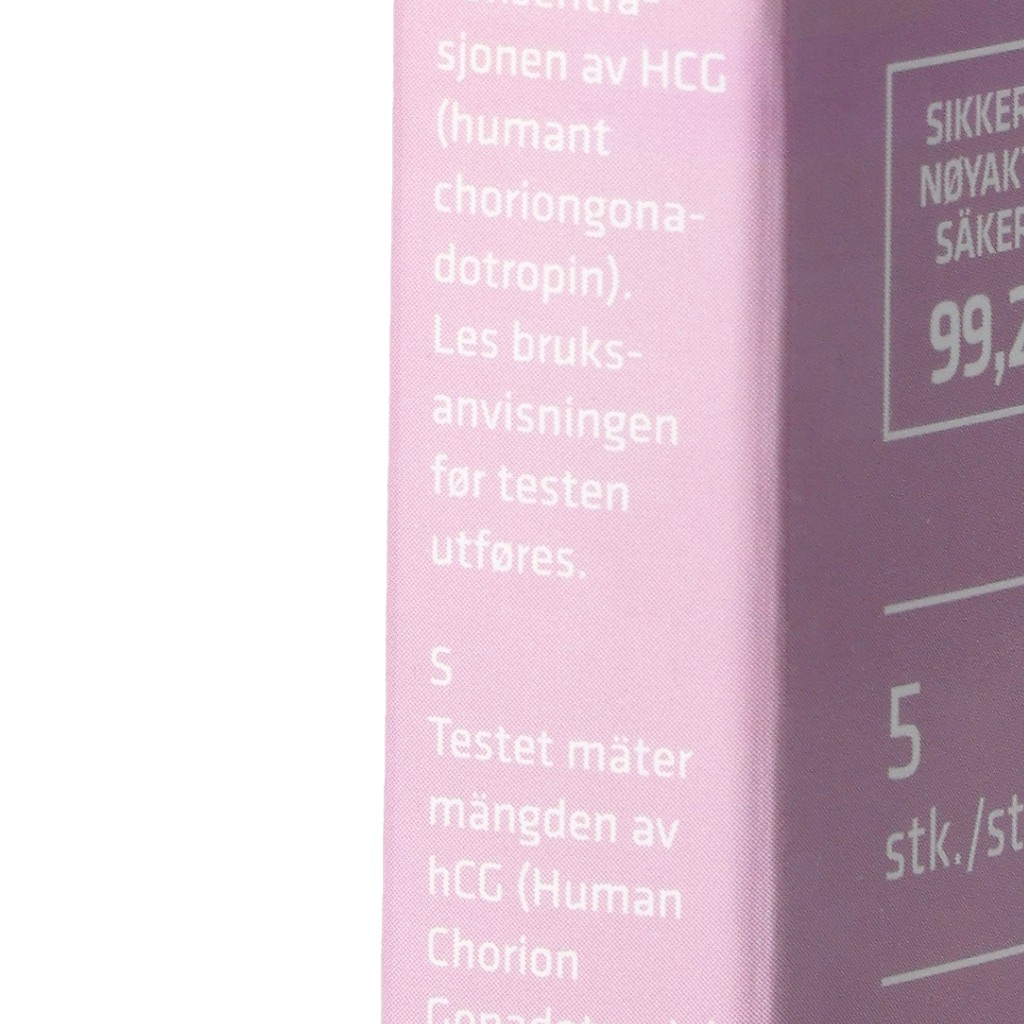 sjonen av HCG
(humant
choriongona-
dotropin).
Les bruks-
anvisningen
før testen
utføres.
S
Testet mäter
mängden av
hCG (Human
Chorion
SIKKER
NØYAK
SÄKER
99,2
5
stk./st